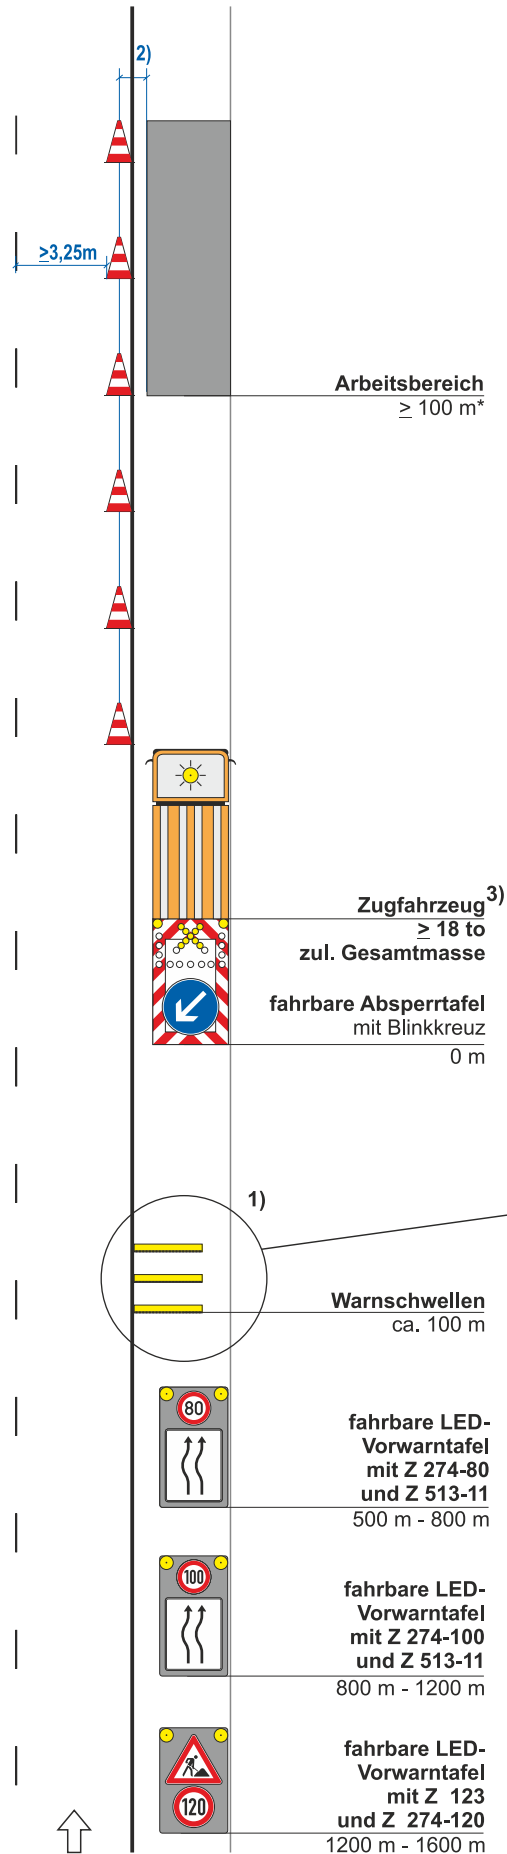 2)
≥3,25m
Arbeitsbereich
≥ 100 m*
Zugfahrzeug 3)
≥ 18 to
zul. Gesamtmasse
fahrbare Absperrtafel
mit Blinkkreuz
0 m
1)
Warnschwellen
ca. 100 m
80
fahrbare LED-
Vorwarntafel
mit Z 274-80
und Z 513-11
500 m - 800 m
100
fahrbare LED-
Vorwarntafel
mit Z 274-100
und Z 513-11
800 m - 1200 m
fahrbare LED-
Vorwarntafel
mit Z 123
120
und Z 274-120
1200 m - 1600 m